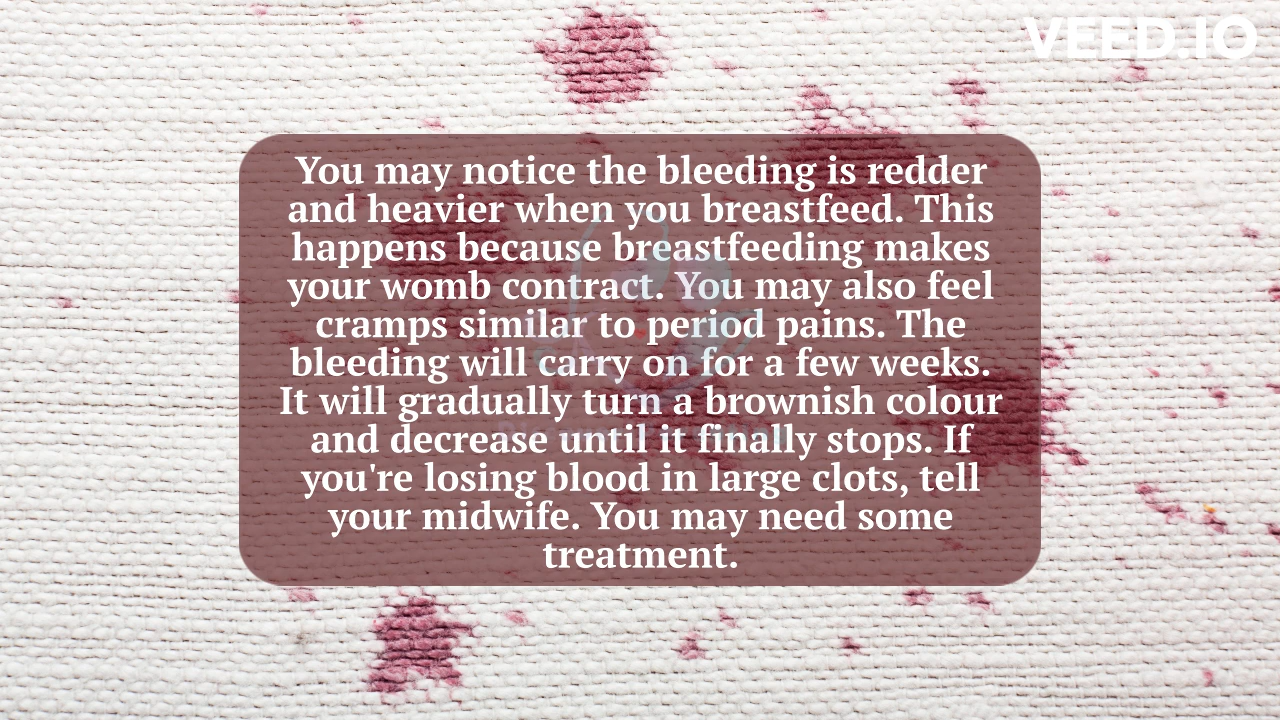 VEED.IO
You may notice the bleeding is redder
and heavier when you breastfeed. This
happens because breastfeeding makes
your womb contract. You may also feel
cramps similar to period pains. The
bleeding will carry on for a few weeks.
It will gradually turn a brownish colour
and decrease until it finally stops. If
you're losing blood in large clots, tell
your midwife. You may need some
treatment.